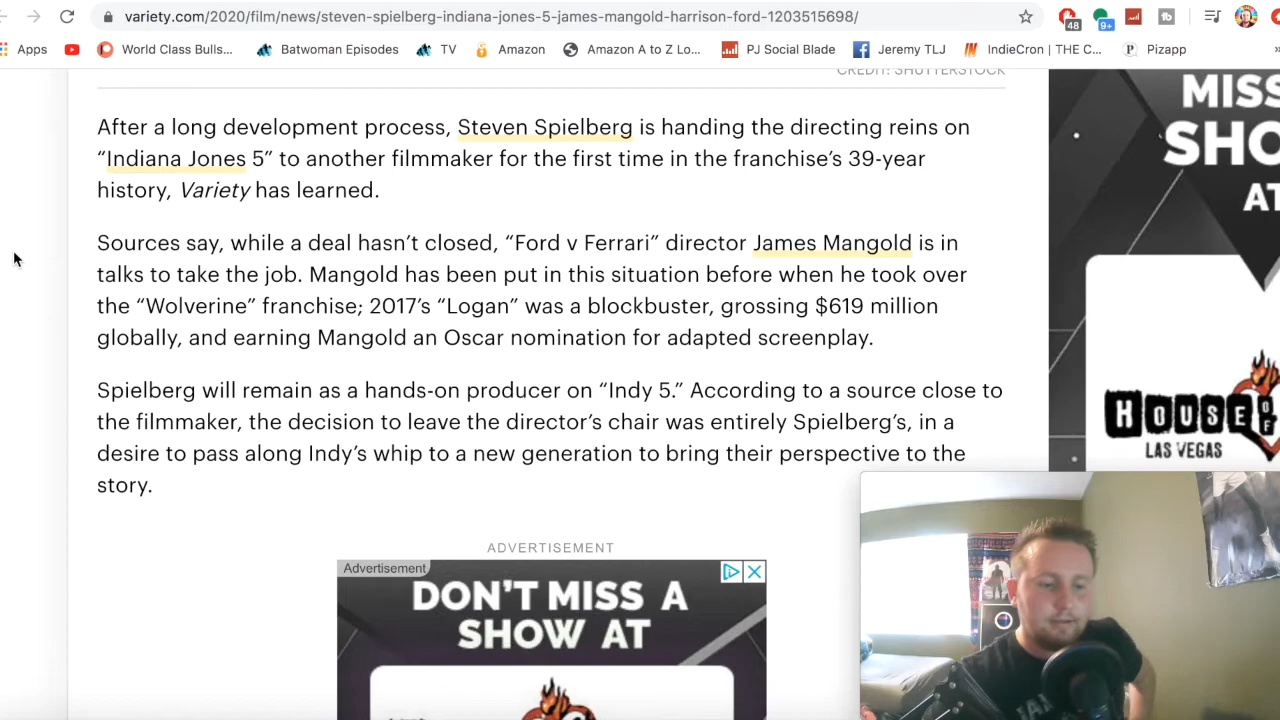 variety.com/2020/film/news/steven-spielberg-indiana-jones-5-james-mangold-harrison-ford-1203515698/
48
9+
Apps World Class Bulls... Batwoman Episodes TV Amazon Amazon A to Z Lo... PJ Social Blade Jeremy TLJ IndieCron | THE C... Pizapp »
CREDIT: SHUTTERSTOCK
After a long development process, Steven Spielberg is handing the directing reins on
“Indiana Jones 5” to another filmmaker for the first time in the franchise’s 39-year
history, Variety has learned.
Sources say, while a deal hasn’t closed, “Ford v Ferrari” director James Mangold is in
talks to take the job. Mangold has been put in this situation before when he took over
the “Wolverine” franchise; 2017’s “Logan” was a blockbuster, grossing $619 million
globally, and earning Mangold an Oscar nomination for adapted screenplay.
Spielberg will remain as a hands-on producer on “Indy 5.” According to a source close to
the filmmaker, the decision to leave the director’s chair was entirely Spielberg’s, in a
desire to pass along Indy’s whip to a new generation to bring their perspective to the
story.
ADVERTISEMENT
Advertisement
DON'T MISS A
SHOW AT
MISS
SHO
AT
HOUSE OF
LAS VEGAS